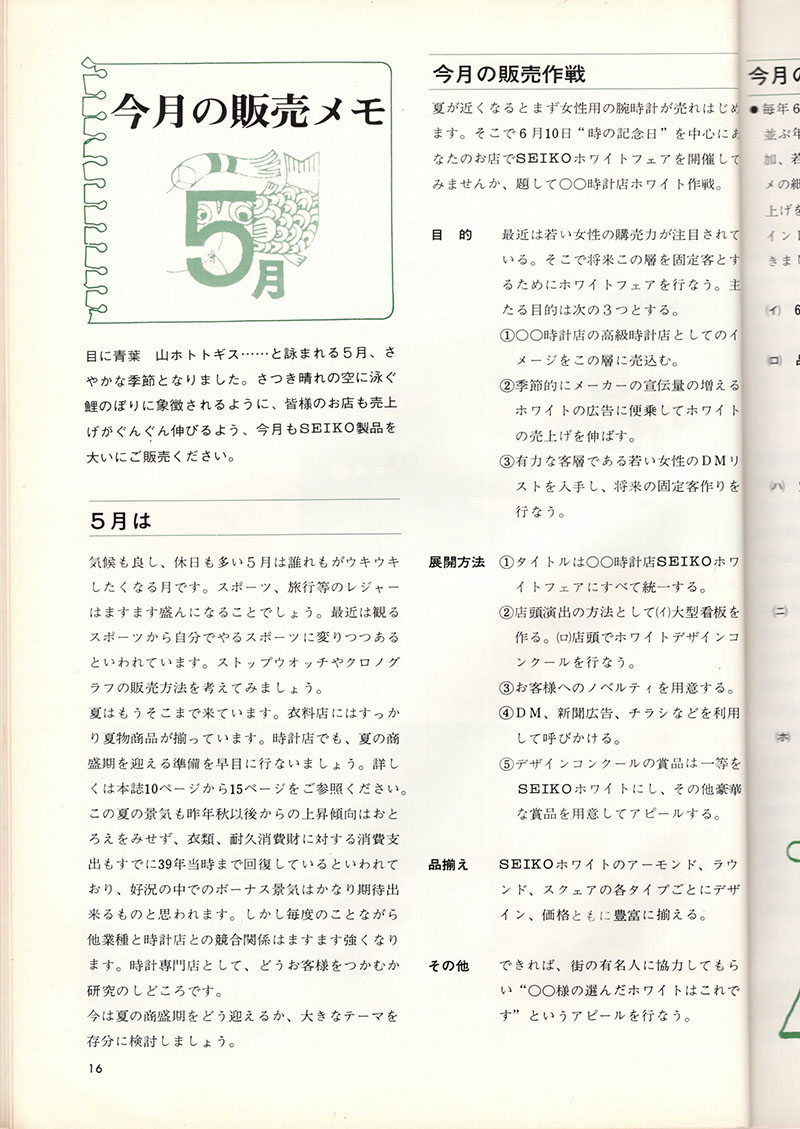 今月の販売メモ
5月
目に青葉　山ホトトギス……と詠まれる5月、さ
やかな季節となりました。さつき晴れの空に泳ぐ
鯉のぼりに象徴されるように、皆様のお店も売上
げがぐんぐん伸びるよう、今月もSEIKO製品を
大いにご販売ください。
5月は
気候も良し、休日も多い5月は誰れもがウキウキ
したくなる月です。スポーツ、旅行等のレジャー
はますます盛んになることでしょう。最近は観る
スポーツから自分でやるスポーツに変りつつある
といわれています。ストップウオッチやクロノグ
ラフの販売方法を考えてみましょう。
夏はもうそこまで来ています。衣料店にはすっか
り夏物商品が揃っています。時計店でも、夏の商
盛期を迎える準備を早目に行ないましょう。詳し
くは本誌10ページから15ページをご参照ください。
この夏の景気も昨年秋以後からの上昇傾向はおと
ろえをみせず、衣類、耐久消費財に対する消費支
出もすでに39年当時まで回復しているといわれて
おり、好況の中でのボーナス景気はかなり期待出
来るものと思われます。しかし毎度のことながら
他業種と時計店との競合関係はますます強くなり
ます。時計専門店として、どうお客様をつかむか
研究のしどころです。
今は夏の商盛期をどう迎えるか、大きなテーマを
存分に検討しましょう。
16
今月の販売作戦
夏が近くなるとまず女性用の腕時計が売れはじめ
ます。そこで6月10日“時の記念日”を中心にあ
なたのお店でSEIKOホワイトフェアを開催して
みませんか、題して〇〇時計店ホワイト作戦。
目　的　最近は若い女性の購売力が注目されて
いる。そこで将来この層を固定客とす
るためにホワイトフェアを行なう。主
たる目的は次の3つとする。
①〇〇時計店の高級時計店としてのイ
メージをこの層に売込む。
②季節的にメーカーの宣伝量の増える
ホワイトの広告に便乗してホワイト
の売上げを伸ばす。
③有力な客層である若い女性のDMリ
ストを入手し、将来の固定客作りを
行なう。
展開方法　①タイトルは〇〇時計店SEIKOホワ
イトフェアにすべて統一する。
②店頭演出の方法として㈑大型看板を
作る。㈺店頭でホワイトデザインコ
ンクールを行なう。
③お客様へのノベルティを用意する。
④DM、新聞広告、チラシなどを利用
して呼びかける。
⑤デザインコンクールの賞品は一等を
SEIKOホワイトにし、その他豪華
な賞品を用意してアピールする。
品揃え　SEIKOホワイトのアーモンド、ラウ
ンド、スクェアの各タイプごとにデザ
イン、価格ともに豊富に揃える。
その他　できれば、街の有名人に協力してもら
い“〇〇様の選んだホワイトはこれで
す”というアピールを行なう。
今月の
●毎年6
並ぶ年
加、若
メの細
上げを
イント
きまし
(イ)　6
(ロ)
(ハ)
(ニ)
(ホ)